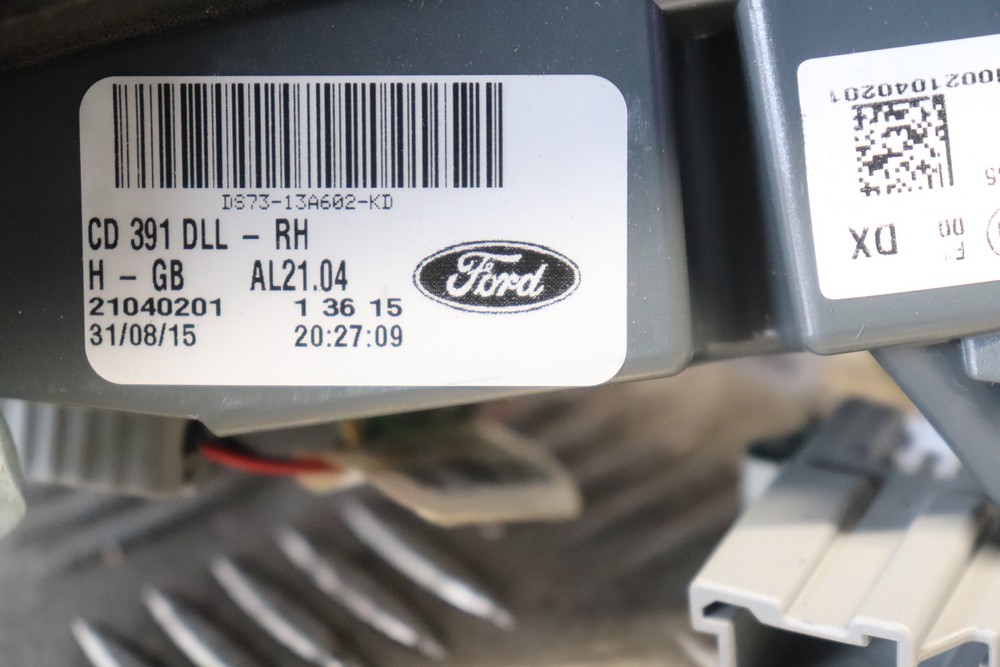 DS73-13A602-KD
CD 391 DLL - RH
H - GB AL21.04
21040201 1 36 15
31/08/15 20:27:09
Ford
DX
0021040201